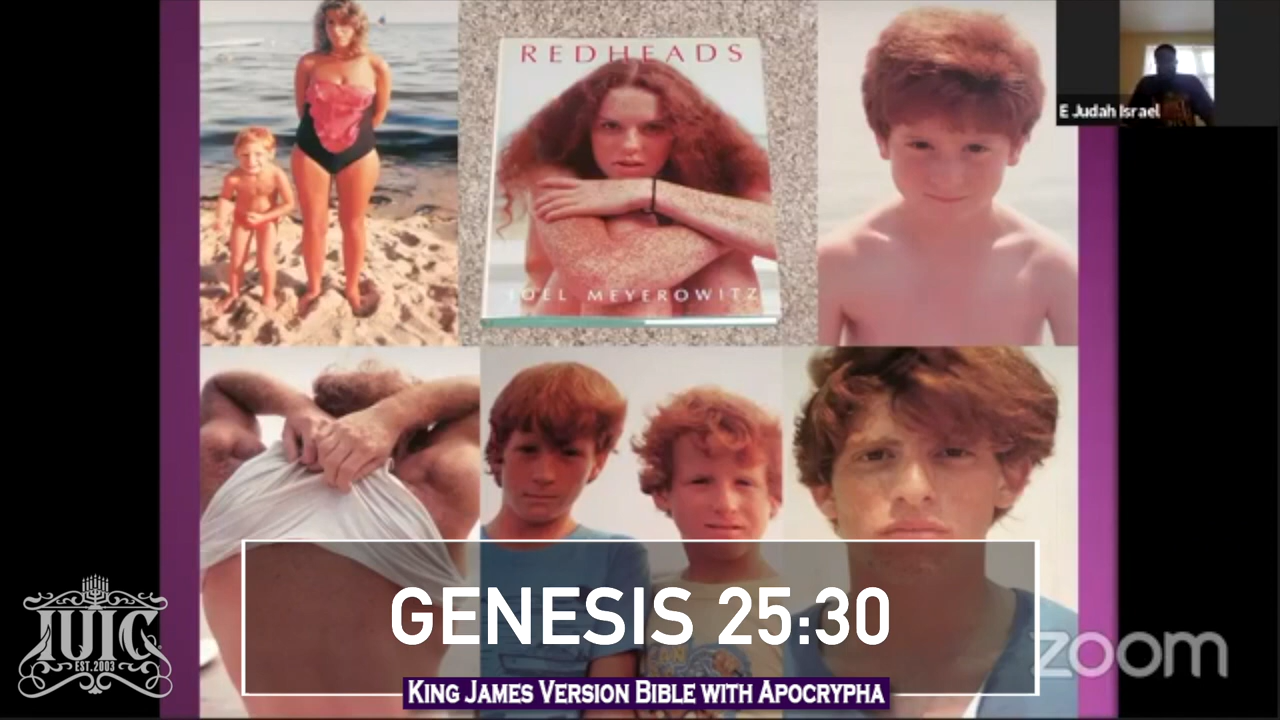 REDHEADS
JOEL MEYEROWITZ
E Judah Israel
GENESIS 25:30
KING JAMES VERSION BIBLE WITH APOCRYPHA
IUIC
EST. 2003
zoom